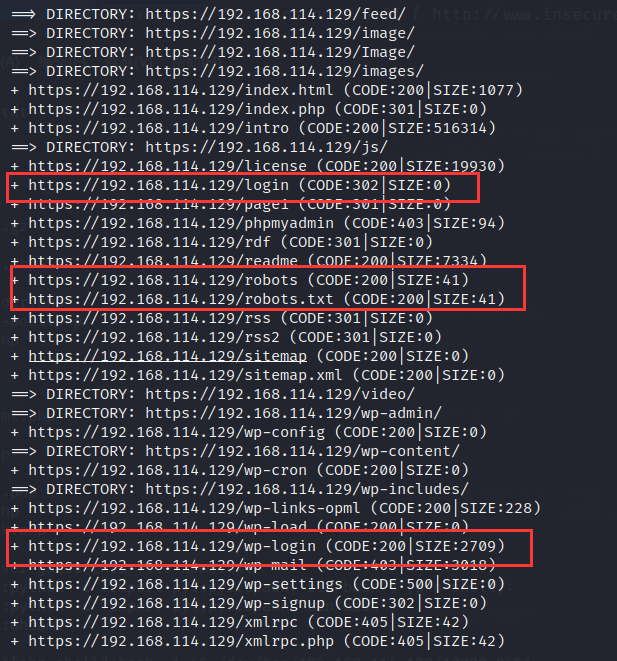 ==> DIRECTORY: https://192.168.114.129/feed/
==> DIRECTORY: https://192.168.114.129/image/
==> DIRECTORY: https://192.168.114.129/Image/
==> DIRECTORY: https://192.168.114.129/images/
+ https://192.168.114.129/index.html (CODE:200|SIZE:1077)
+ https://192.168.114.129/index.php (CODE:301|SIZE:0)
+ https://192.168.114.129/intro (CODE:200|SIZE:516314)
==> DIRECTORY: https://192.168.114.129/js/
+ https://192.168.114.129/license (CODE:200|SIZE:19930)
+ https://192.168.114.129/login (CODE:302|SIZE:0)
+ https://192.168.114.129/page1 (CODE:301|SIZE:0)
+ https://192.168.114.129/phpmyadmin (CODE:403|SIZE:94)
+ https://192.168.114.129/rdf (CODE:301|SIZE:0)
+ https://192.168.114.129/readme (CODE:200|SIZE:7334)
+ https://192.168.114.129/robots (CODE:200|SIZE:41)
+ https://192.168.114.129/robots.txt (CODE:200|SIZE:41)
+ https://192.168.114.129/rss (CODE:301|SIZE:0)
+ https://192.168.114.129/rss2 (CODE:301|SIZE:0)
+ https://192.168.114.129/sitemap (CODE:200|SIZE:0)
+ https://192.168.114.129/sitemap.xml (CODE:200|SIZE:0)
==> DIRECTORY: https://192.168.114.129/video/
==> DIRECTORY: https://192.168.114.129/wp-admin/
+ https://192.168.114.129/wp-config (CODE:200|SIZE:0)
==> DIRECTORY: https://192.168.114.129/wp-content/
+ https://192.168.114.129/wp-cron (CODE:200|SIZE:0)
==> DIRECTORY: https://192.168.114.129/wp-includes/
+ https://192.168.114.129/wp-links-opml (CODE:200|SIZE:228)
+ https://192.168.114.129/wp-load (CODE:200|SIZE:0)
+ https://192.168.114.129/wp-login (CODE:200|SIZE:2709)
+ https://192.168.114.129/wp-mail (CODE:403|SIZE:3018)
+ https://192.168.114.129/wp-settings (CODE:500|SIZE:0)
+ https://192.168.114.129/wp-signup (CODE:302|SIZE:0)
+ https://192.168.114.129/xmlrpc (CODE:405|SIZE:42)
+ https://192.168.114.129/xmlrpc.php (CODE:405|SIZE:42)